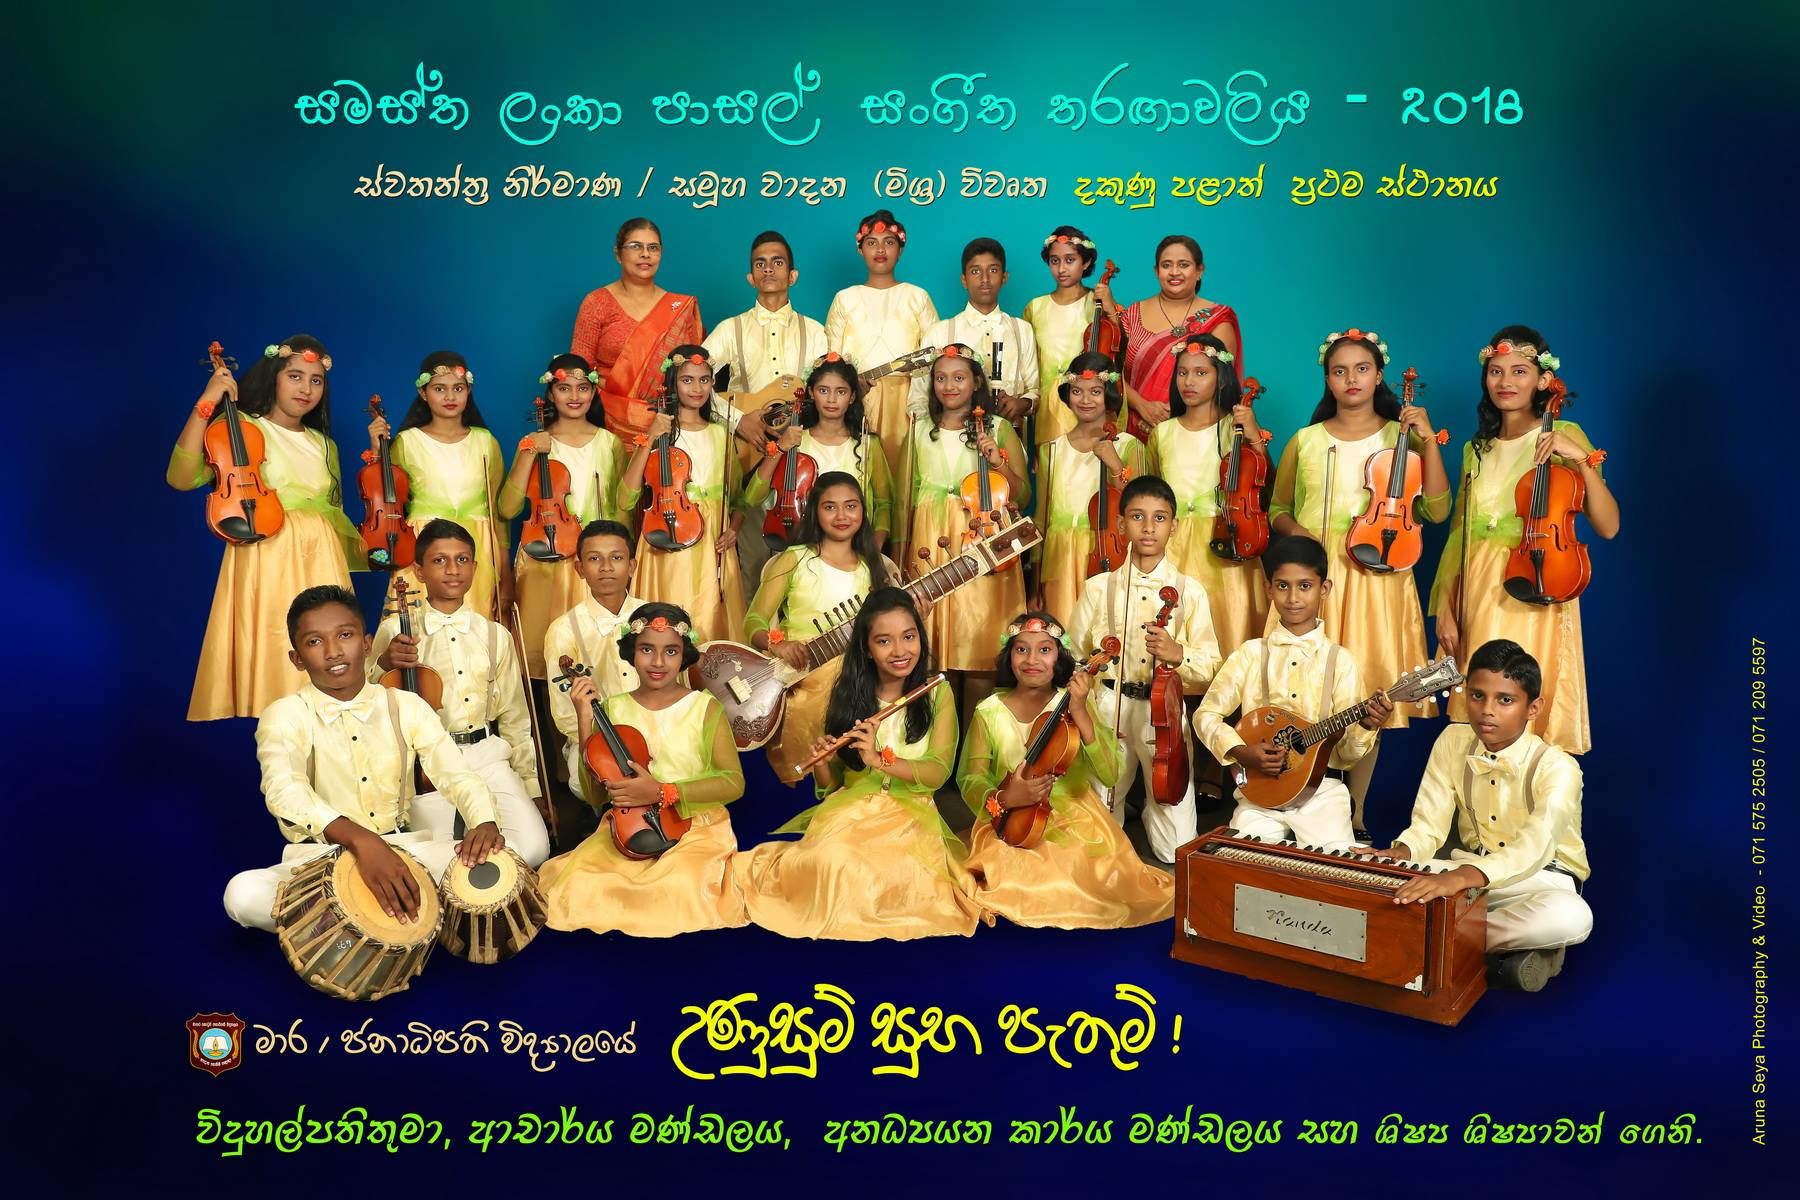 සමස්ත ලංකා පාසල් සංගීත තරඟාවලිය - 2018
ස්වතන්ත්‍ර නිර්මාණ / සමූහ වාදන (මිශ්‍ර) විවෘත දකුණු පළාත් ප්‍රථම ස්ථානය
Nanda
මාර / ජනාධිපති විද්‍යාලයේ උණුසුම් සුභ පැතුම් !
විදුහල්පතිතුමා, ආචාර්ය මණ්ඩලය, අනධ්‍යයන කාර්ය මණ්ඩලය සහ ශිෂ්‍ය ශිෂ්‍යාවන් ගෙනි.
Aruna Seya Photography & Video - 071 575 2505 / 071 209 5597